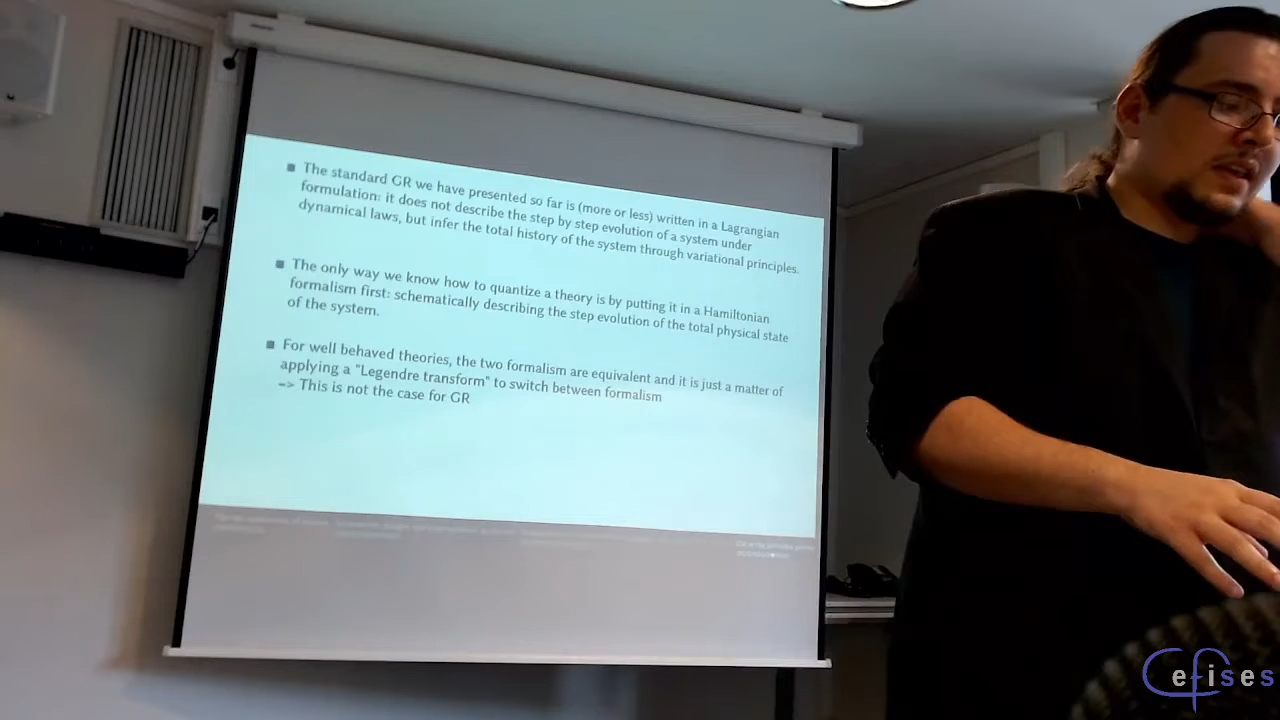 ■ The standard GR we have presented so far is (more or less) written in a Lagrangian
formulation: it does not describe the step by step evolution of a system under
dynamical laws, but infer the total history of the system through variational principles.
■ The only way we know how to quantize a theory is by putting it in a Hamiltonian
formalism first: schematically describing the step evolution of the total physical state
of the system.
■ For well behaved theories, the two formalism are equivalent and it is just a matter of
applying a "Legendre transform" to switch between formalism
=> This is not the case for GR
Cefises